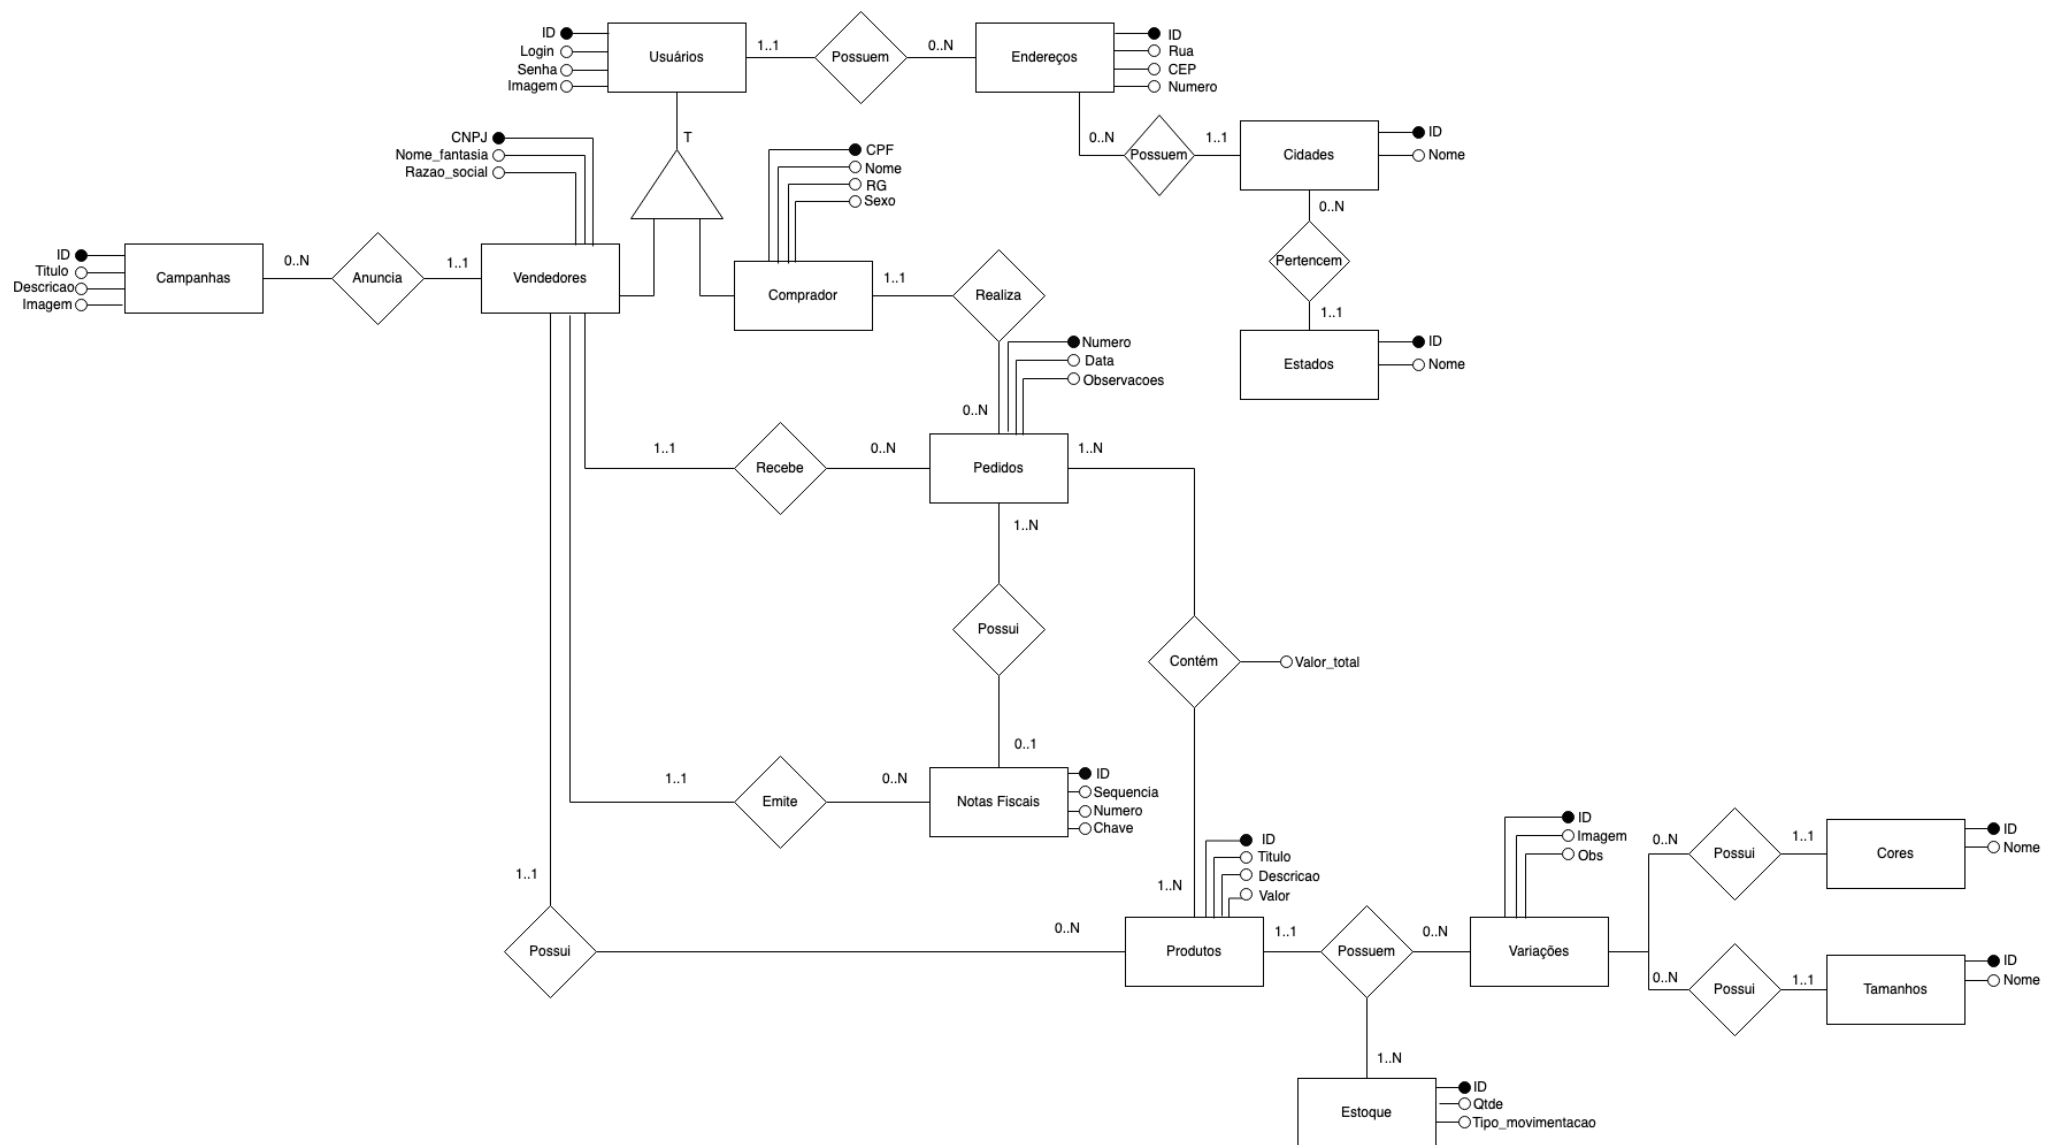 ID
Login
Senha
Imagem
Usuários
1..1
Possuem
0..N
Endereços
ID
Rua
CEP
Numero
T
CNPJ
Nome_fantasia
Razao_social
CPF
Nome
RG
Sexo
0..N
Possuem
1..1
Cidades
ID
Nome
0..N
Pertencem
1..1
Estados
ID
Nome
ID
Titulo
Descricao
Imagem
Campanhas
0..N
Anuncia
1..1
Vendedores
Comprador
1..1
Realiza
Numero
Data
Observacoes
0..N
1..1
Recebe
0..N
Pedidos
1..N
1..N
Possui
0..1
Contém
Valor_total
1..1
Emite
0..N
Notas Fiscais
ID
Sequencia
Numero
Chave
1..1
Possui
0..N
1..N
ID
Titulo
Descricao
Valor
Produtos
1..1
Possuem
0..N
Variações
ID
Imagem
Obs
0..N
Possui
1..1
Cores
ID
Nome
0..N
Possui
1..1
Tamanhos
ID
Nome
1..N
Estoque
ID
Qtde
Tipo_movimentacao